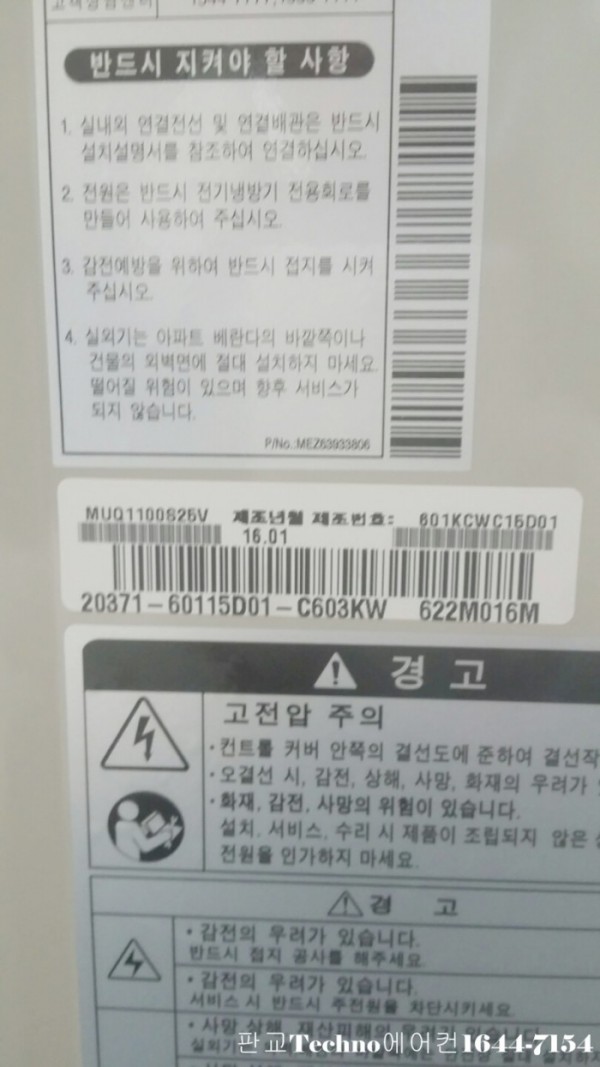 고객상담센터
반드시 지켜야 할 사항
1. 실내외 연결전선 및 연결배관은 반드시
설치설명서를 참조하여 연결하십시오.
2. 전원은 반드시 전기냉방기 전용회로를
만들어 사용하여 주십시오.
3. 감전예방을 위하여 반드시 접지를 시켜
주십시오.
4. 실외기는 아파트 베란다의 바깥쪽이나
건물의 외벽면에 절대 설치하지 마세요.
떨어질 위험이 있으며 향후 서비스가
되지 않습니다.
P/No.:MEZ63933806
MUQ1100S25V 제조년월 제조번호: 601KCWC15D01
16.01
20371-60115D01-C603KW 622M016M
경고
고전압 주의
·컨트롤 커버 안쪽의 결선도에 준하여 결선작
·오결선 시, 감전, 상해, 사망, 화재의 우려가
·화재, 감전, 사망의 위험이 있습니다.
설치, 서비스, 수리 시 제품이 조립되지 않은
전원을 인가하지 마세요.
경 고
·감전의 우려가 있습니다.
반드시 접지 공사를 해주세요.
·감전의 우려가 있습니다.
서비스 시 반드시 주전원을 차단시키세요.
·사망, 상해, 재산피해의
판교Techno에어컨1644-7154